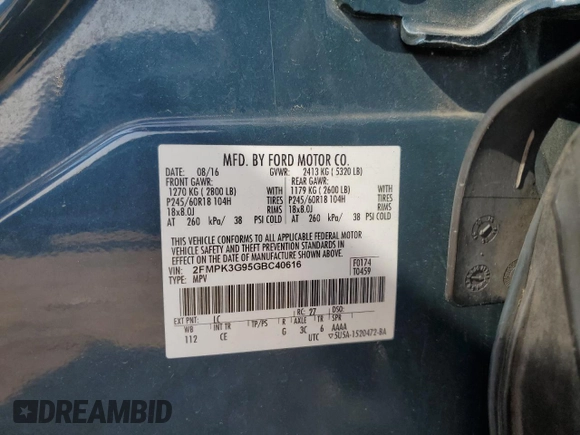 MFD. BY FORD MOTOR CO.
DATE: 08/16 GVWR: 2413 KG ( 5320 LB)
FRONT GAWR: REAR GAWR:
1270 KG ( 2800 LB) WITH 1179 KG ( 2600 LB) WITH
P245/60R18 104H TIRES P245/60R18 104H TIRES
18x8.0J RIMS 18x8.0J RIMS
AT 260 kPa/ 38 PSI COLD AT 260 kPa/ 38 PSI COLD
THIS VEHICLE CONFORMS TO ALL APPLICABLE FEDERAL MOTOR
VEHICLE SAFETY AND THEFT PREVENTION STANDARDS IN
EFFECT ON THE DATE OF MANUFACTURE SHOWN ABOVE.
VIN: 2FMPK3G95GBC40616 F0174
TYPE: MPV T0459
EXT PNT: LC RC: 27 DSO:
WB INT TR TP/PS R AXLE TR SPR
112 CE G 3C 6 AAAA
UTC ▽5U5A-1520472-BA
DREAMBID